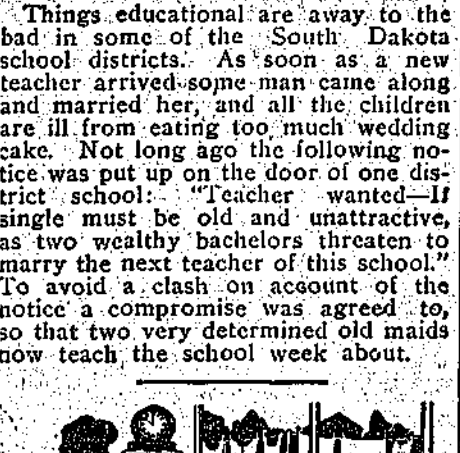 Things educational are away to the
bad in some of the South Dakota
school districts. As soon as a new
teacher arrived some man came along
and married her, and all the children
are ill from eating too much wedding
cake. Not long ago the following no-
tice was put up on the door of one dis-
trict school: "Teacher wanted—If
single must be old and unattractive,
as two wealthy bachelors threaten to
marry the next teacher of this school."
To avoid a clash on account of the
notice a compromise was agreed to,
so that two very determined old maids
now teach the school week about.